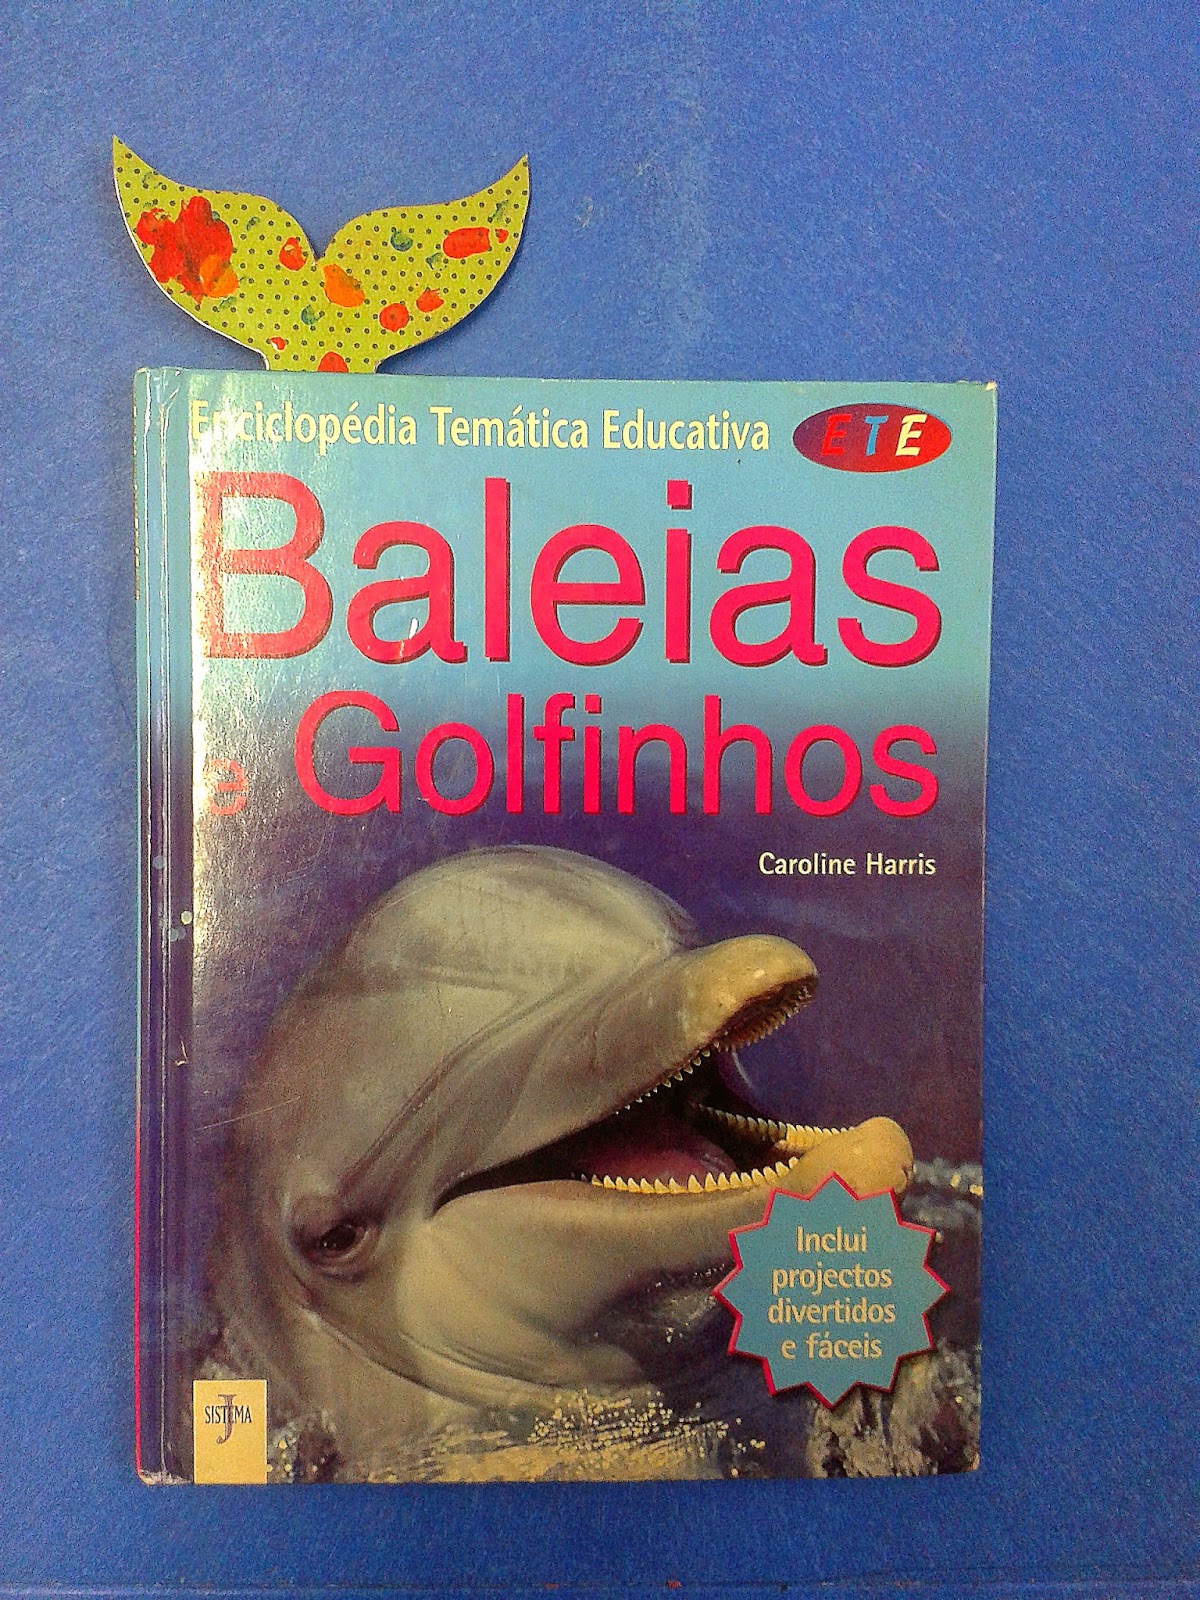 Enciclopédia Temática Educativa
ETE
Baleias
e Golfinhos
Caroline Harris
Inclui
projectos
divertidos
e fáceis
SISTEMA
J